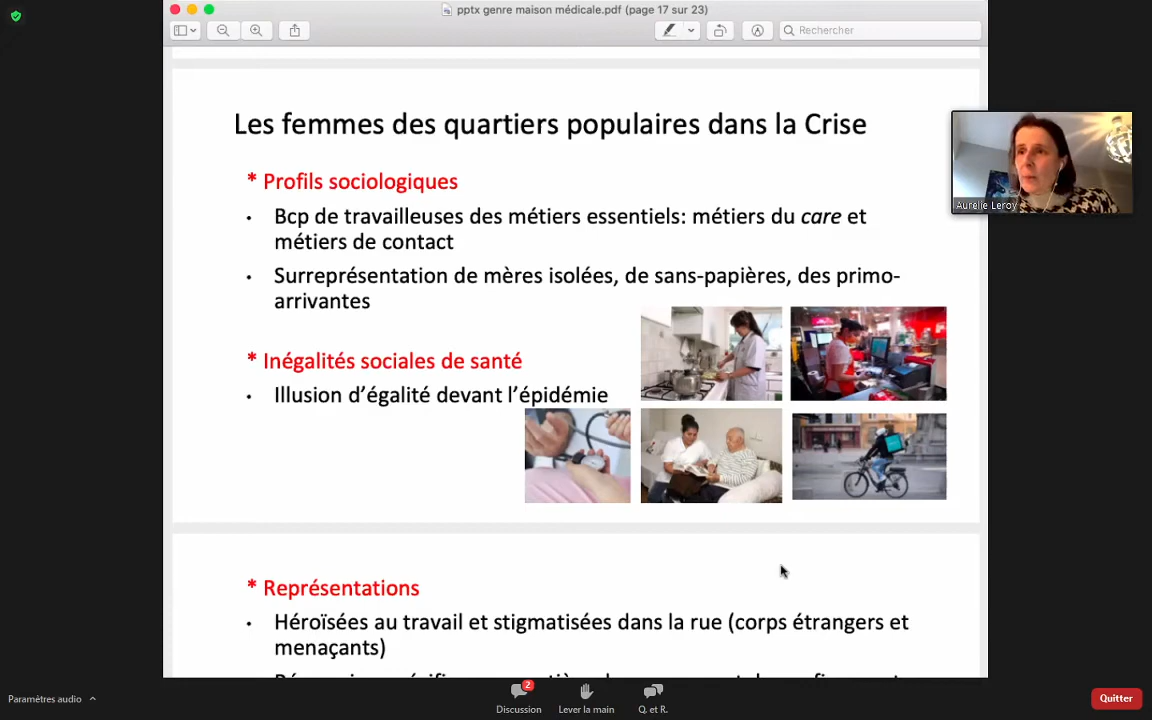 pptx genre maison médicale.pdf (page 17 sur 23)
Rechercher
Les femmes des quartiers populaires dans la Crise
* Profils sociologiques
• Bcp de travailleuses des métiers essentiels: métiers du care et
métiers de contact
• Surreprésentation de mères isolées, de sans-papières, des primo-
arrivantes
* Inégalités sociales de santé
• Illusion d’égalité devant l’épidémie
Aurelie Leroy
* Représentations
• Héroïsées au travail et stigmatisées dans la rue (corps étrangers et
menaçants)
Paramètres audio
2
Discussion
Lever la main
Q. et R.
Quitter